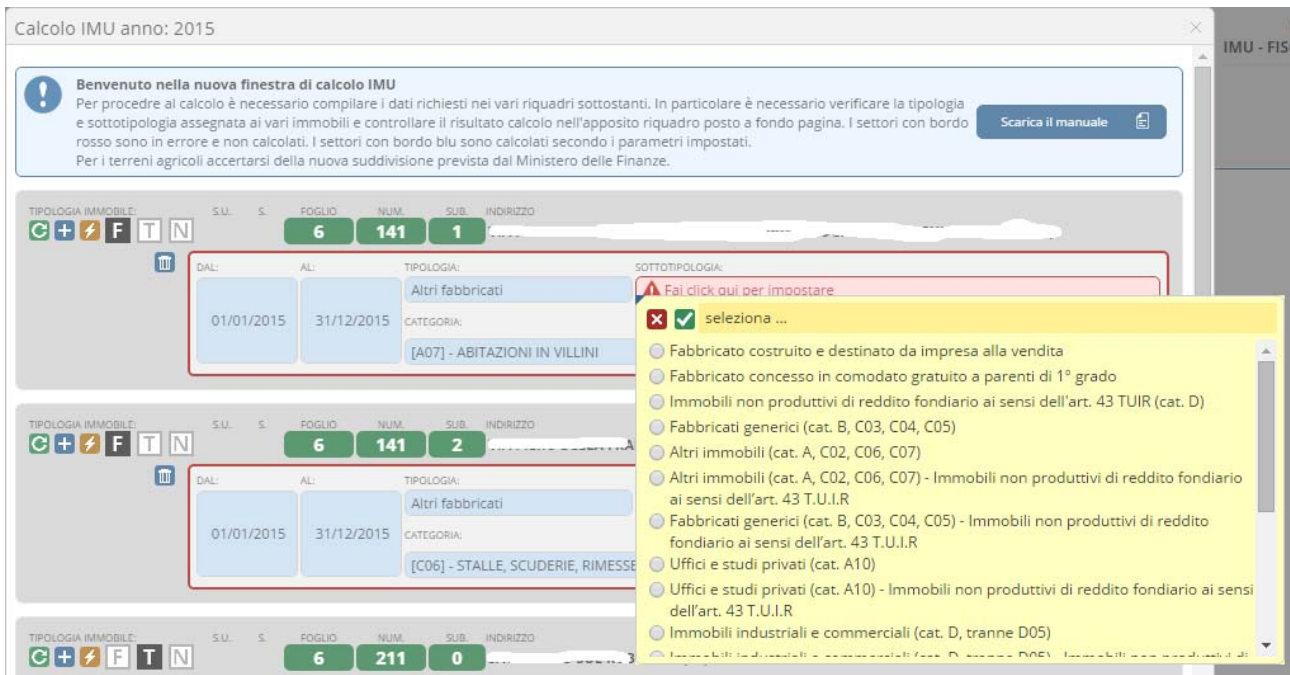 Calcolo IMU anno: 2015
IMU - FIS
Benvenuto nella nuova finestra di calcolo IMU
Per procedre al calcolo è necessario compilare i dati richiesti nei vari riquadri sottostanti. In particolare è necessario verificare la tipologia
e sottotipologia assegnata ai vari immobili e controllare il risultato calcolo nell'apposito riquadro posto a fondo pagina. I settori con bordo
rosso sono in errore e non calcolati. I settori con bordo blu sono calcolati secondo i parametri impostati.
Per i terreni agricoli accertarsi della nuova suddivisione prevista dal Ministero delle Finanze.
Scarica il manuale
TIPOLOGIA IMMOBILE: S.U. S. FOGLIO NUM. SUB. INDIRIZZO
F T N 6 141 1
DAL: AL: TIPOLOGIA: SOTTOTIPOLOGIA:
Altri fabbricati Fai click qui per impostare
01/01/2015 31/12/2015 CATEGORIA:
[A07] - ABITAZIONI IN VILLINI
seleziona ...
Fabbricato costruito e destinato da impresa alla vendita
Fabbricato concesso in comodato gratuito a parenti di 1° grado
Immobili non produttivi di reddito fondiario ai sensi dell'art. 43 TUIR (cat. D)
Fabbricati generici (cat. B, C03, C04, C05)
Altri immobili (cat. A, C02, C06, C07)
Altri immobili (cat. A, C02, C06, C07) - Immobili non produttivi di reddito fondiario
ai sensi dell'art. 43 T.U.I.R
Fabbricati generici (cat. B, C03, C04, C05) - Immobili non produttivi di reddito
fondiario ai sensi dell'art. 43 T.U.I.R
Uffici e studi privati (cat. A10)
Uffici e studi privati (cat. A10) - Immobili non produttivi di reddito fondiario ai sensi
dell'art. 43 T.U.I.R
Immobili industriali e commerciali (cat. D, tranne D05)
Immobili industriali e commerciali (cat. D, tranne D05) - Immobili non produttivi di
TIPOLOGIA IMMOBILE: S.U. S. FOGLIO NUM. SUB. INDIRIZZO
F T N 6 141 2
DAL: AL: TIPOLOGIA:
Altri fabbricati
01/01/2015 31/12/2015 CATEGORIA:
[C06] - STALLE, SCUDERIE, RIMESSE
TIPOLOGIA IMMOBILE: S.U. S. FOGLIO NUM. SUB. INDIRIZZO
F T N 6 211 0